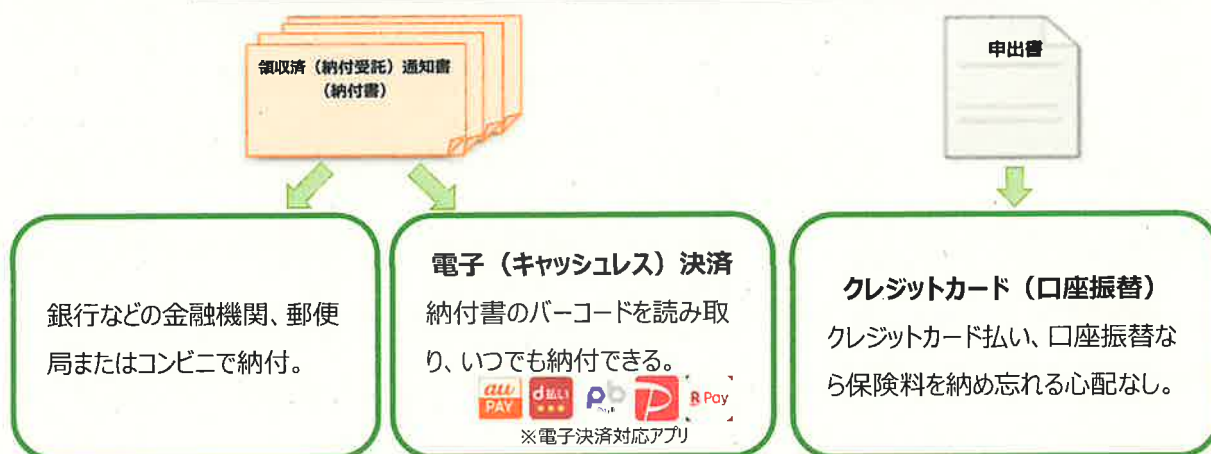 領収済（納付受託）通知書
（納付書）
申出書
銀行などの金融機関、郵便
局またはコンビニで納付。
電子（キャッシュレス）決済
納付書のバーコードを読み取
り、いつでも納付できる。
au
PAY
d払い
pb
PayB
P
R Pay
※電子決済対応アプリ
クレジットカード（口座振替）
クレジットカード払い、口座振替な
ら保険料を納め忘れる心配なし。